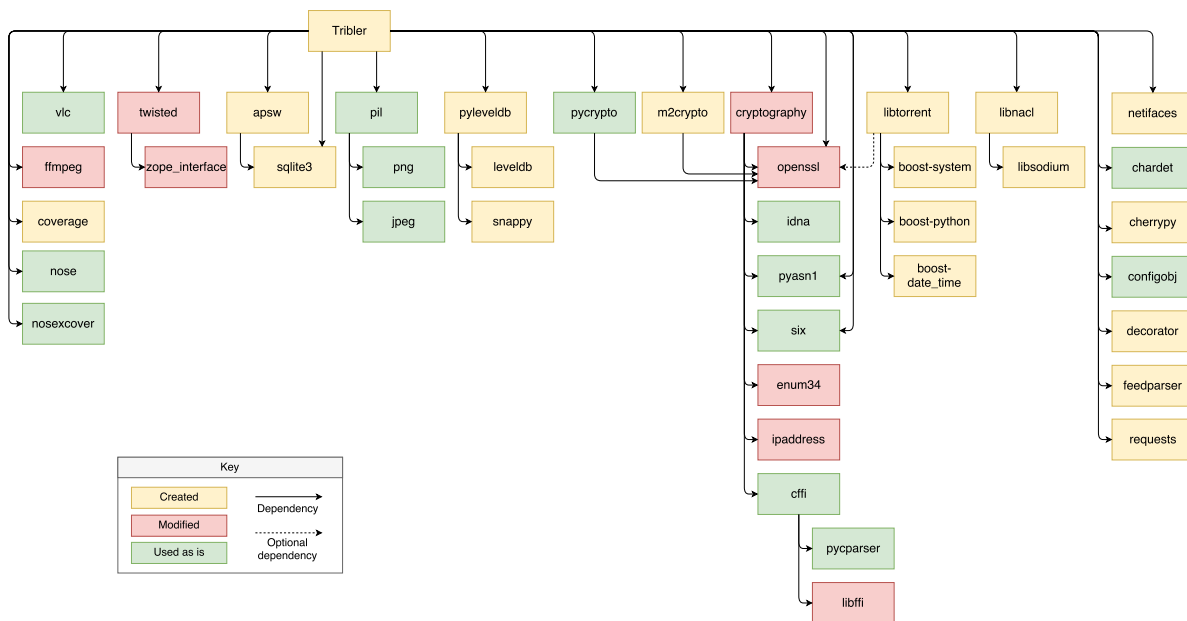 Tribler
vlc
twisted
apsw
pil
pyleveldb
pycrypto
m2crypto
cryptography
libtorrent
libnacl
netifaces
ffmpeg
zope_interface
sqlite3
png
leveldb
openssl
boost-system
libsodium
chardet
coverage
jpeg
snappy
idna
boost-python
cherrypy
nose
pyasn1
boost-
date_time
configobj
nosexcover
six
decorator
enum34
feedparser
ipaddress
requests
Key
Created
Dependency
Modified
Optional
dependency
Used as is
cffi
pycparser
libffi